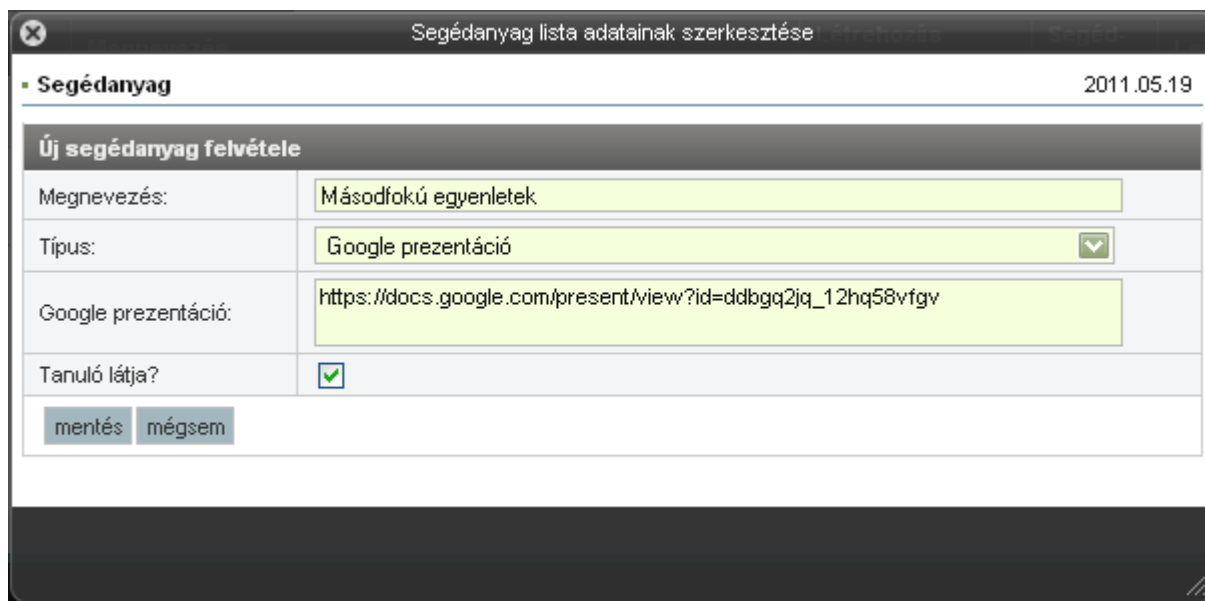 Segédanyag lista adatainak szerkesztése
Segédanyag 2011.05.19
Új segédanyag felvétele
Megnevezés: Másodfokú egyenletek
Típus: Google prezentáció
Google prezentáció: https://docs.google.com/present/view?id=ddbgq2jq_12hq58vfgv
Tanuló látja?
mentés mégsem